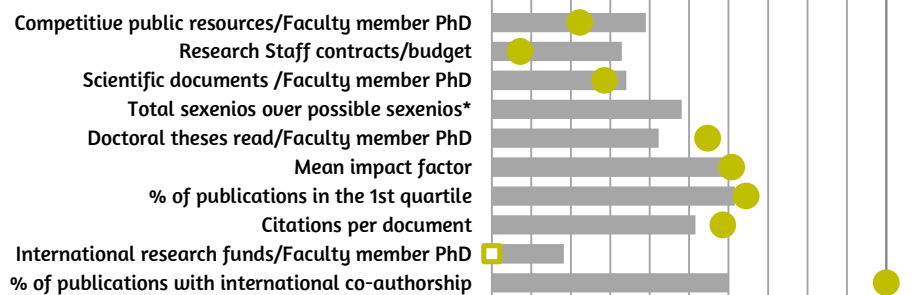 Competitive public resources/Faculty member PhD
Research Staff contracts/budget
Scientific documents /Faculty member PhD
Total sexenios over possible sexenios*
Doctoral theses read/Faculty member PhD
Mean impact factor
% of publications in the 1st quartile
Citations per document
International research funds/Faculty member PhD
% of publications with international co-authorship